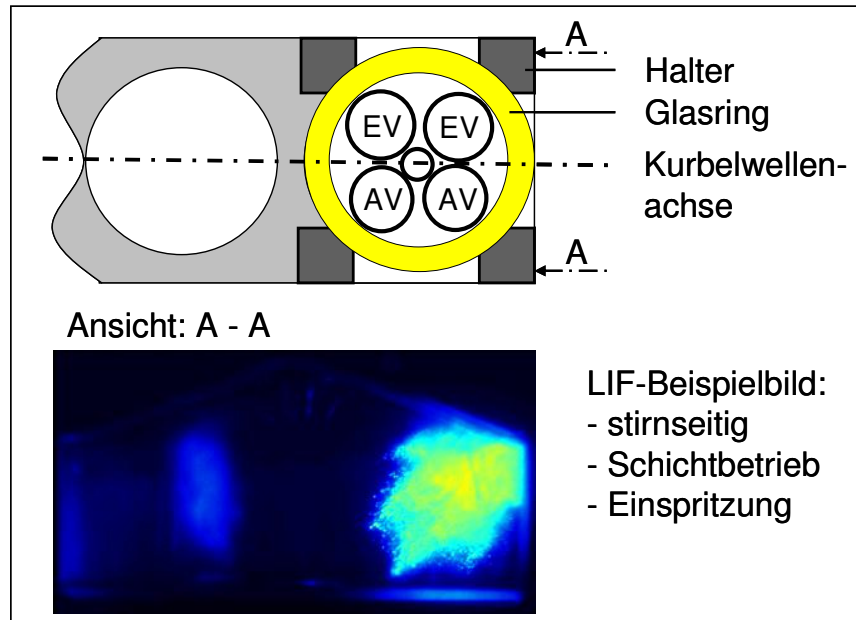 A
Halter
Glasring
EV EV
Kurbelwellen-
achse
AV AV
A
Ansicht: A - A
LIF-Beispielbild:
- stirnseitig
- Schichtbetrieb
- Einspritzung